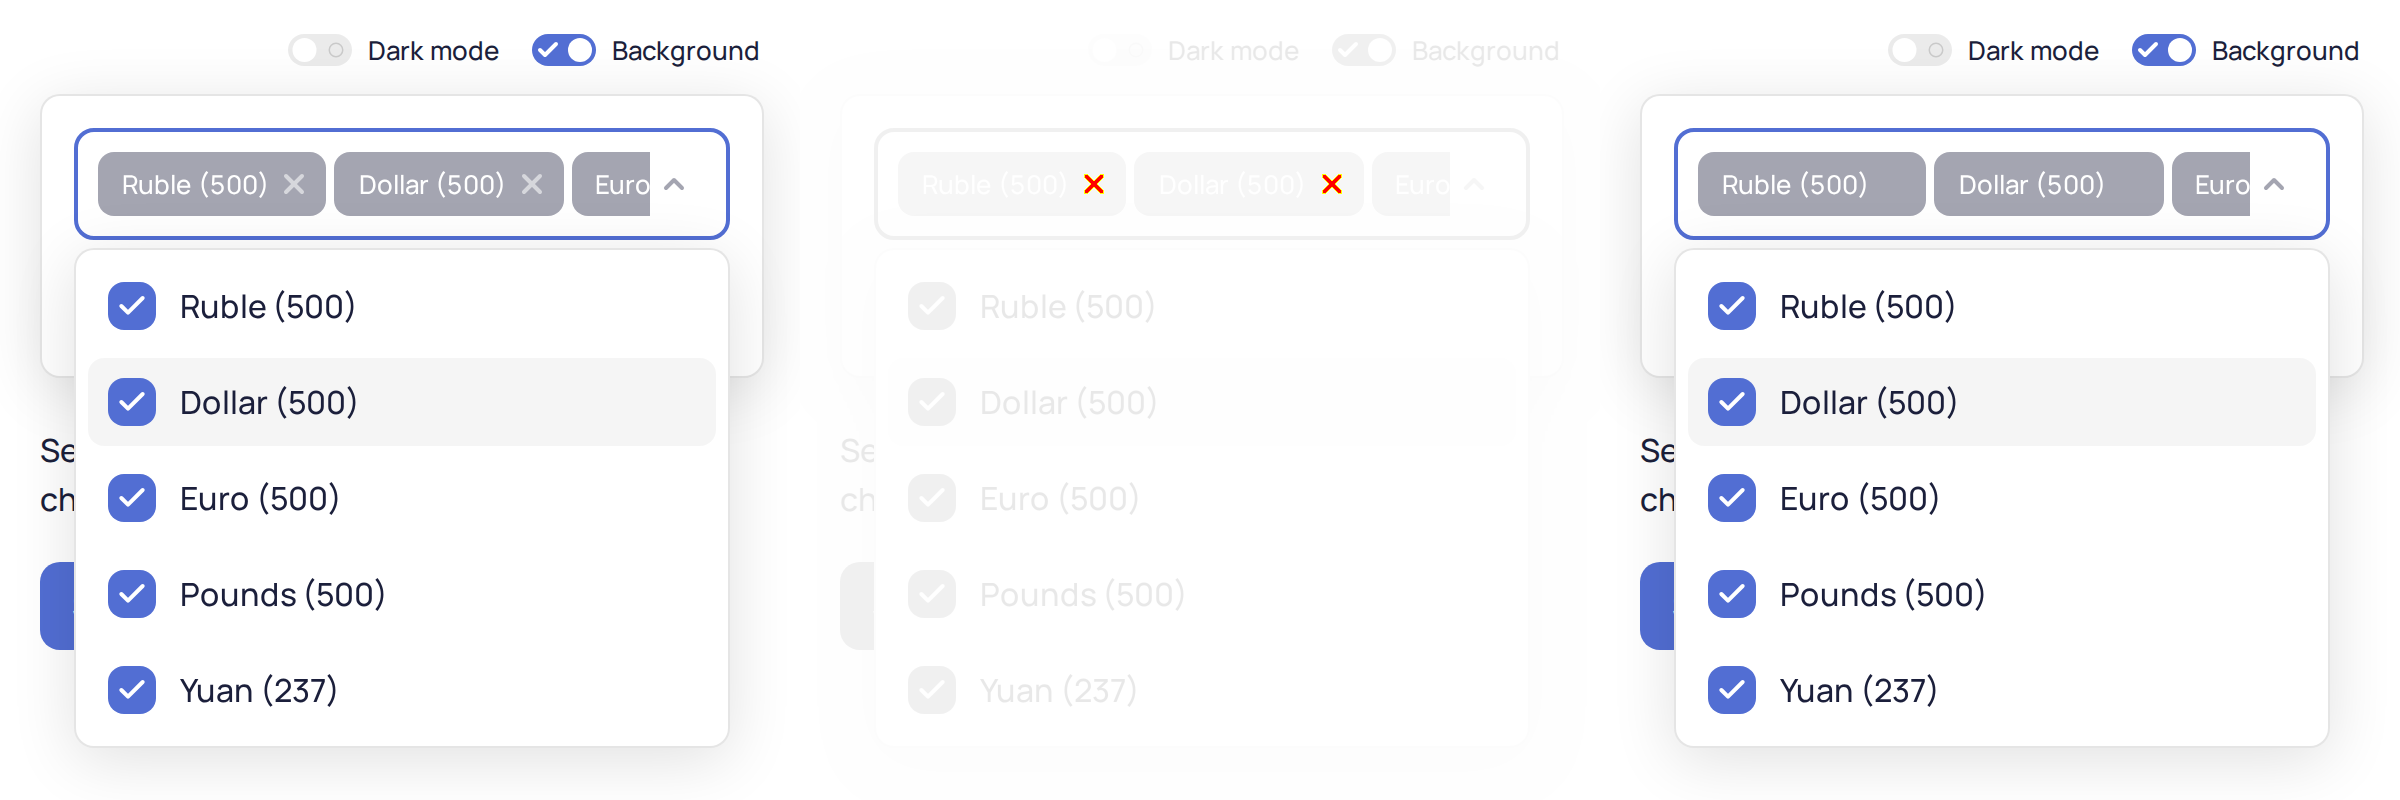 Dark mode Background
Ruble (500) Dollar (500) Euro
Ruble (500)
Dollar (500)
Se
Euro (500)
ch
Pounds (500)
Yuan (237)
Dark mode Background
Ruble (500) Dollar (500) Euro
Ruble (500)
Dollar (500)
Se
Euro (500)
ch
Pounds (500)
Yuan (237)
Dark mode Background
Ruble (500) Dollar (500) Euro
Ruble (500)
Dollar (500)
Se
Euro (500)
ch
Pounds (500)
Yuan (237)